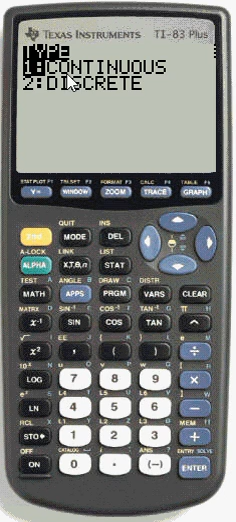 TEXAS INSTRUMENTS TI-83 Plus
TYPE
1:CONTINUOUS
2:DISCRETE
STAT PLOT F1 TBLSET F2 FORMAT F3 CALC F4 TABLE F5
Y= WINDOW ZOOM TRACE GRAPH
QUIT INS
2nd MODE DEL
A-LOCK LINK LIST
ALPHA X,T,θ,n STAT
TEST A ANGLE B DRAW C DISTR
MATH APPS PRGM VARS CLEAR
MATRX D SIN⁻¹ E COS⁻¹ F TAN⁻¹ G π H
x⁻¹ SIN COS TAN ^
√ I EE J { K } L e M
x² , ( ) ÷
10ˣ N u O v P w Q [ R
LOG 7 8 9 ×
eˣ S L4 T L5 U L6 V ] W
LN 4 5 6 −
RCL X L1 Y L2 Z L3 θ MEM "
STO▸ 1 2 3 +
OFF CATALOG i : ANS ? ENTRY SOLVE
ON 0 . (−) ENTER